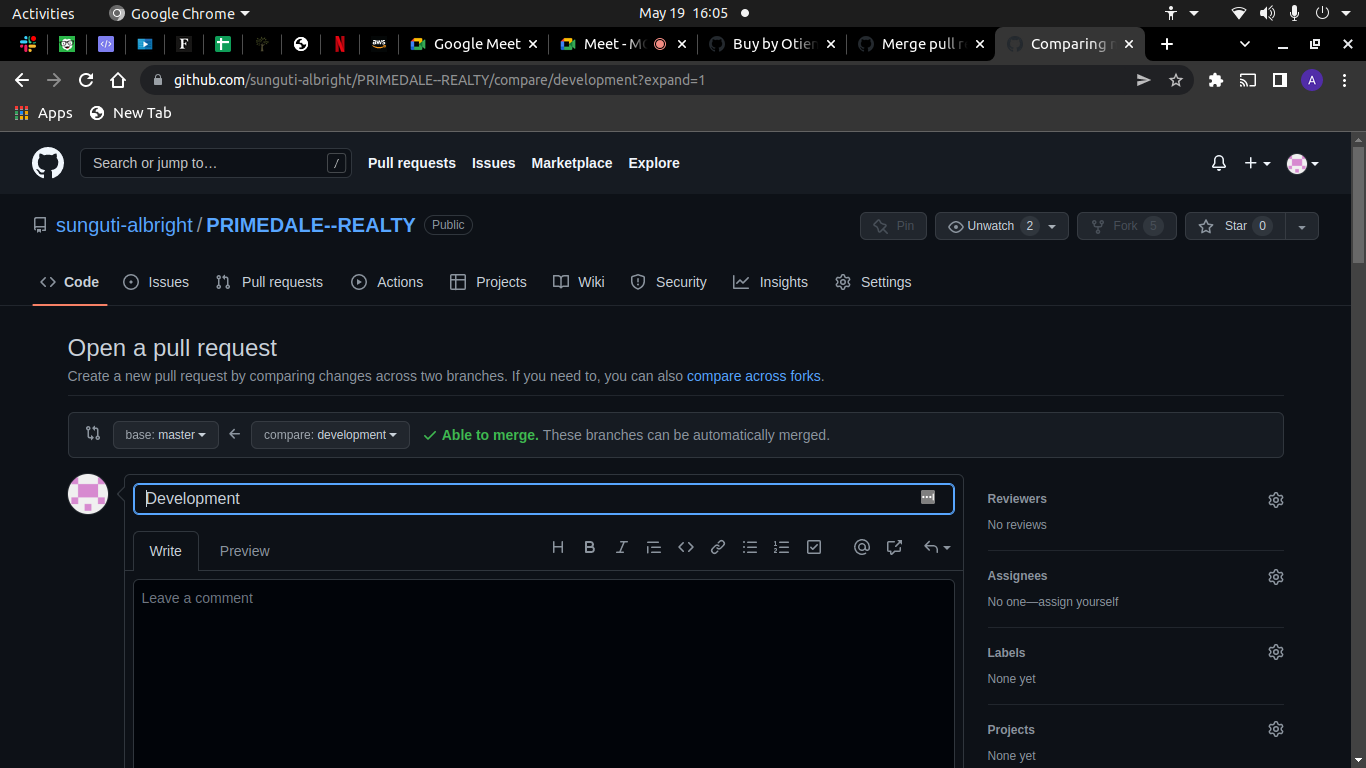 Activities Google Chrome May 19 16:05
Google Meet Meet - M Buy by Otien Merge pull r Comparing
github.com/sunguti-albright/PRIMEDALE--REALTY/compare/development?expand=1 A
Apps New Tab
Search or jump to… / Pull requests Issues Marketplace Explore
sunguti-albright / PRIMEDALE--REALTY Public Pin Unwatch 2 Fork 5 Star 0
Code Issues Pull requests Actions Projects Wiki Security Insights Settings
Open a pull request
Create a new pull request by comparing changes across two branches. If you need to, you can also compare across forks.
base: master compare: development Able to merge. These branches can be automatically merged.
Development
Write Preview
Leave a comment
Reviewers
No reviews
Assignees
No one—assign yourself
Labels
None yet
Projects
None yet